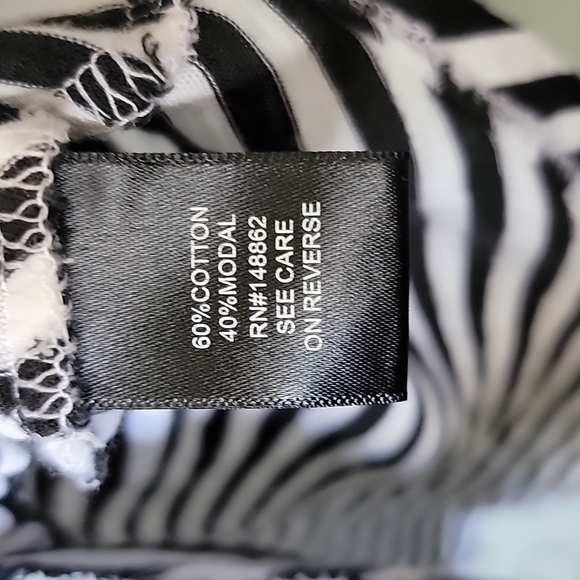 60%COTTON
40%MODAL
RN#148862
SEE CARE
ON REVERSE